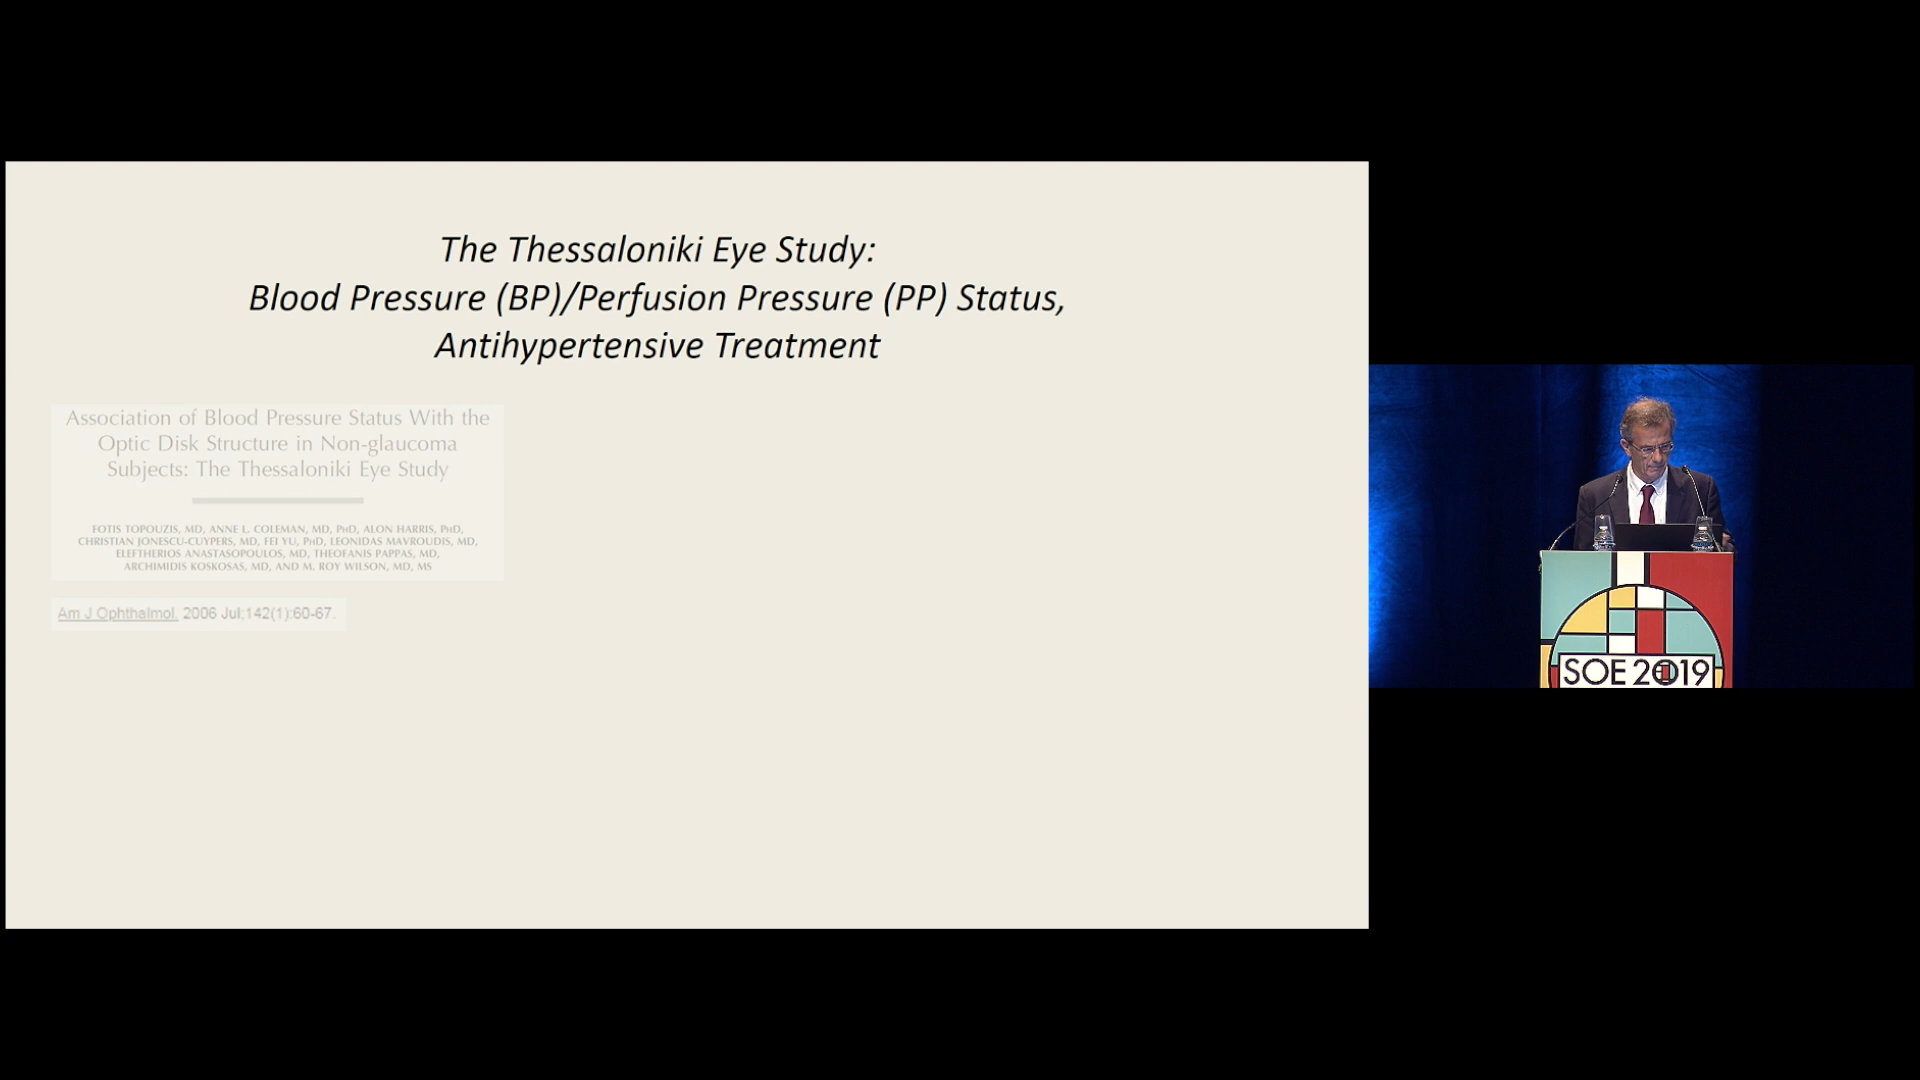 The Thessaloniki Eye Study:
Blood Pressure (BP)/Perfusion Pressure (PP) Status,
Antihypertensive Treatment
Association of Blood Pressure Status With the
Optic Disk Structure in Non-glaucoma
Subjects: The Thessaloniki Eye Study
FOTIS TOPOUZIS, MD, ANNE L. COLEMAN, MD, PHD, ALON HARRIS, PHD,
CHRISTIAN JONESCU-CUYPERS, MD, FEI YU, PHD, LEONIDAS MAVROUDIS, MD,
ELEFTHERIOS ANASTASOPOULOS, MD, THEOFANIS PAPPAS, MD,
ARCHIMIDIS KOSKOSAS, MD, AND M. ROY WILSON, MD, MS
Am J Ophthalmol. 2006 Jul;142(1):60-67.
SOE 2019